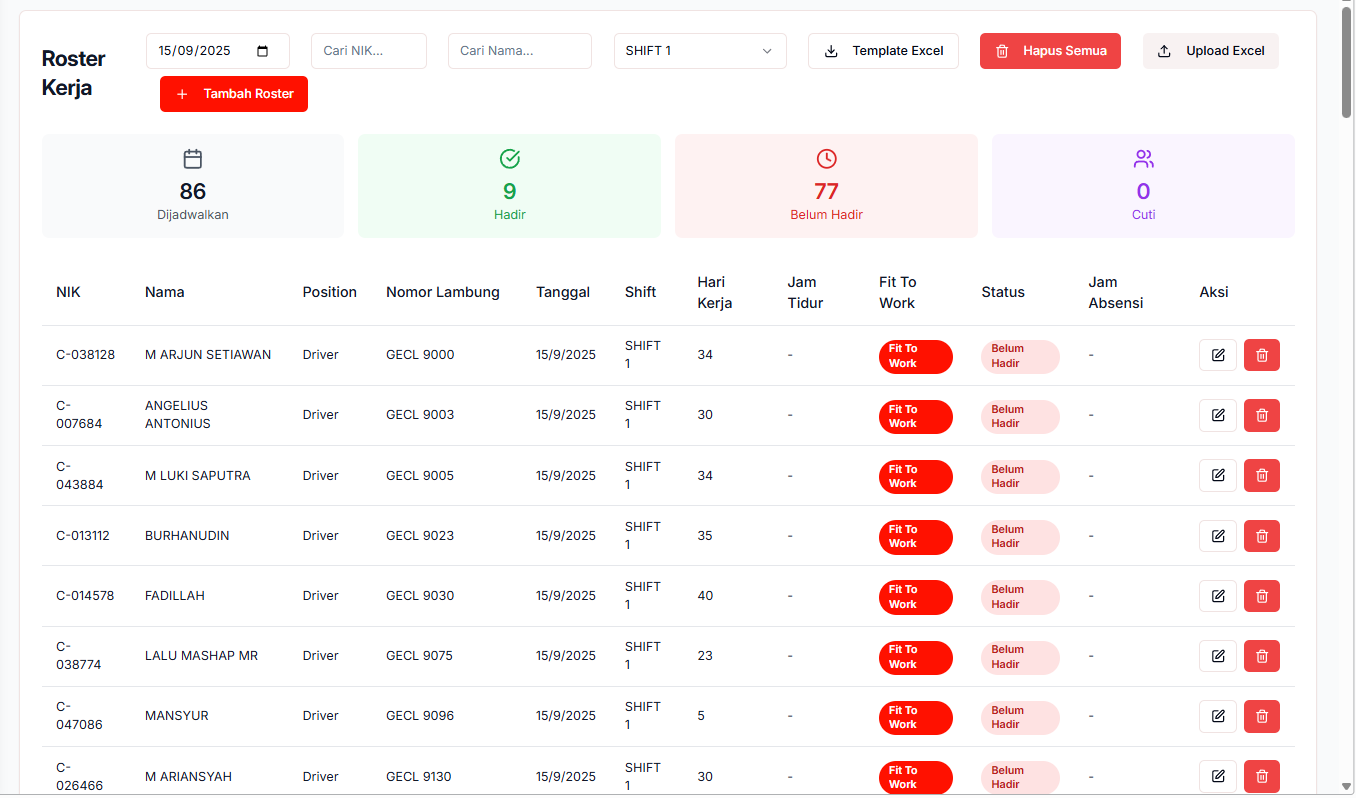 Roster
Kerja
15/09/2025
Cari NIK...
Cari Nama...
SHIFT 1
Template Excel
Hapus Semua
Upload Excel
+ Tambah Roster
86
Dijadwalkan
9
Hadir
77
Belum Hadir
0
Cuti
NIK Nama Position Nomor Lambung Tanggal Shift Hari Kerja Jam Tidur Fit To Work Status Jam Absensi Aksi
C-038128 M ARJUN SETIAWAN Driver GECL 9000 15/9/2025 SHIFT 1 34 - Fit To Work Belum Hadir -
C-007684 ANGELIUS ANTONIUS Driver GECL 9003 15/9/2025 SHIFT 1 30 - Fit To Work Belum Hadir -
C-043884 M LUKI SAPUTRA Driver GECL 9005 15/9/2025 SHIFT 1 34 - Fit To Work Belum Hadir -
C-013112 BURHANUDIN Driver GECL 9023 15/9/2025 SHIFT 1 35 - Fit To Work Belum Hadir -
C-014578 FADILLAH Driver GECL 9030 15/9/2025 SHIFT 1 40 - Fit To Work Belum Hadir -
C-038774 LALU MASHAP MR Driver GECL 9075 15/9/2025 SHIFT 1 23 - Fit To Work Belum Hadir -
C-047086 MANSYUR Driver GECL 9096 15/9/2025 SHIFT 1 5 - Fit To Work Belum Hadir -
C-026466 M ARIANSYAH Driver GECL 9130 15/9/2025 SHIFT 1 30 - Fit To Work Belum Hadir -